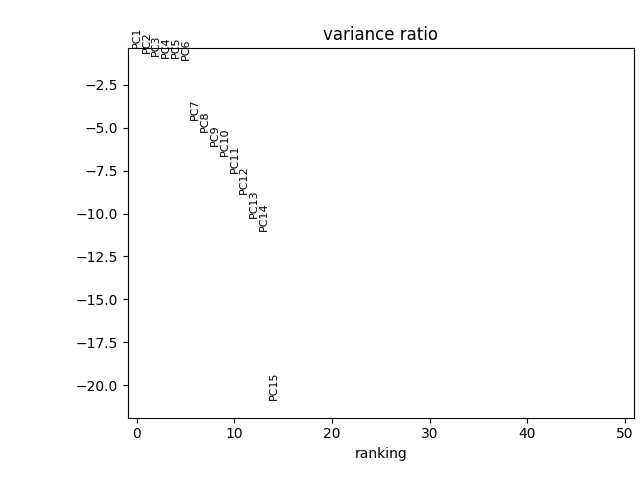 variance ratio
PC1
PC2
PC3
PC4
PC5
PC6
PC7
PC8
PC9
PC10
PC11
PC12
PC13
PC14
PC15
−2.5
−5.0
−7.5
−10.0
−12.5
−15.0
−17.5
−20.0
0 10 20 30 40 50
ranking